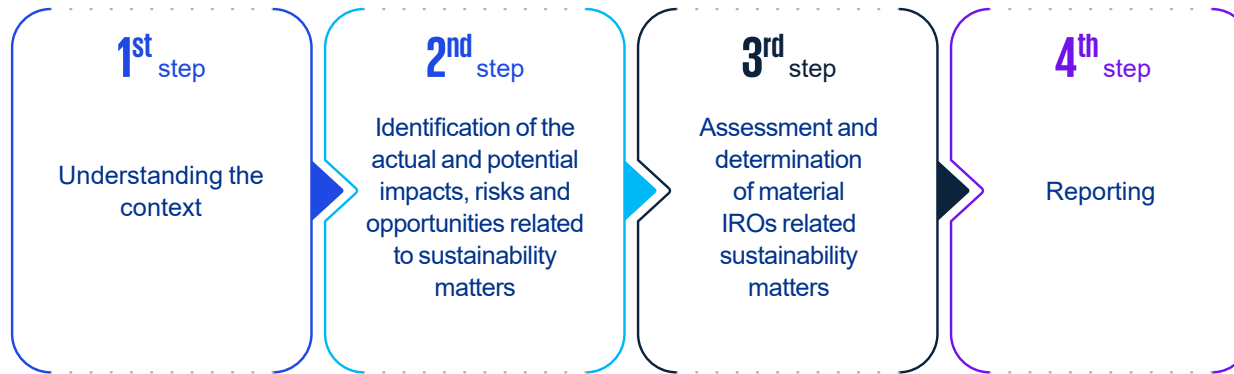 1st step
Understanding the
context
2nd step
Identification of the
actual and potential
impacts, risks and
opportunities related
to sustainability
matters
3rd step
Assessment and
determination
of material
IROs related
sustainability
matters
4th step
Reporting